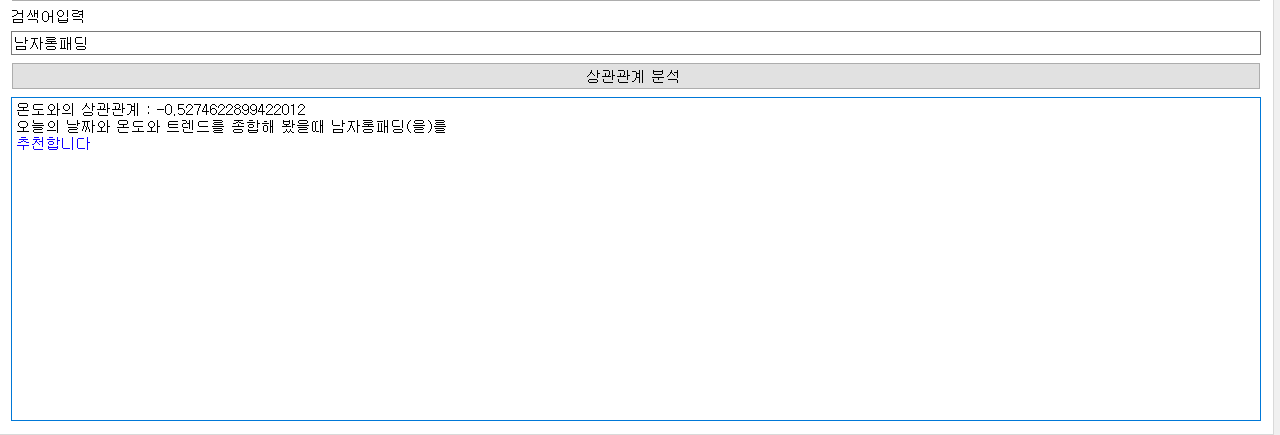 검색어입력
남자롱패딩
상관관계 분석
온도와의 상관관계 : -0.5274622899422012
오늘의 날짜와 온도와 트렌드를 종합해 봤을때 남자롱패딩(을)를
추천합니다